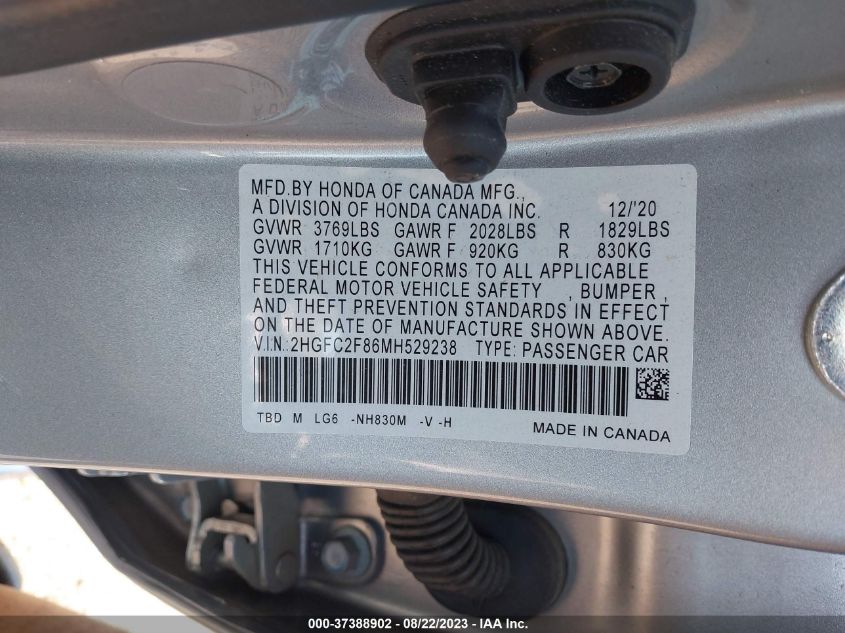 MFD.BY HONDA OF CANADA MFG.,
A DIVISION OF HONDA CANADA INC. 12/'20
GVWR 3769LBS GAWR F 2028LBS R 1829LBS
GVWR 1710KG GAWR F 920KG R 830KG
THIS VEHICLE CONFORMS TO ALL APPLICABLE
FEDERAL MOTOR VEHICLE SAFETY , BUMPER ,
AND THEFT PREVENTION STANDARDS IN EFFECT
ON THE DATE OF MANUFACTURE SHOWN ABOVE.
V.I.N.:2HGFC2F86MH529238 TYPE: PASSENGER CAR
TBD M LG6 -NH830M -V -H
MADE IN CANADA
000-37388902 - 08/22/2023 - IAA Inc.